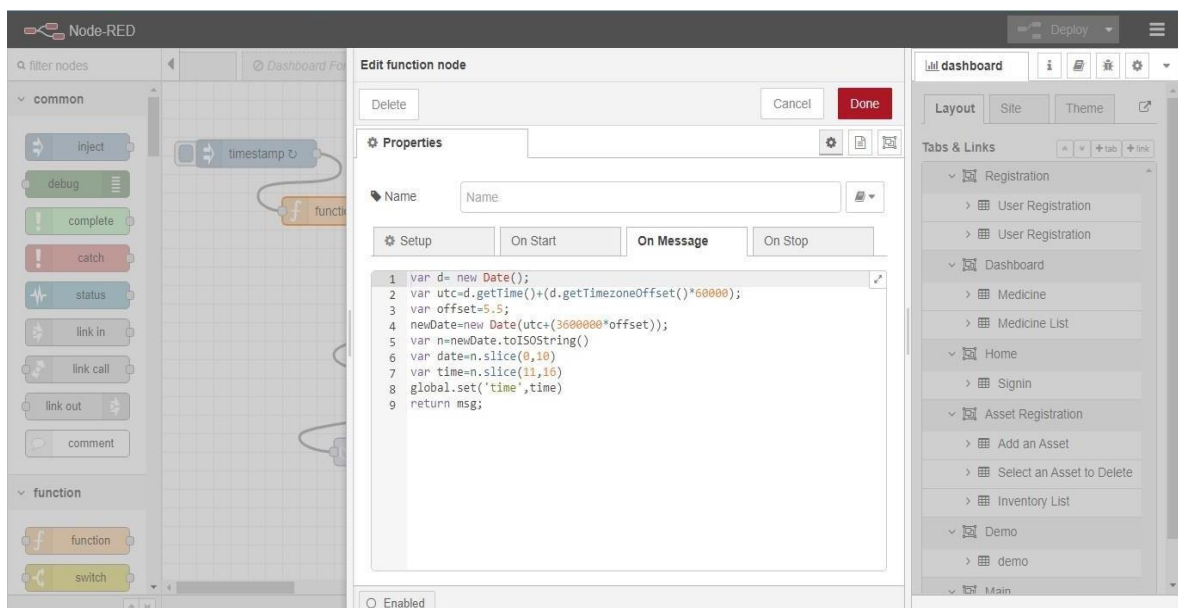 Node-RED
Deploy
filter nodes
Dashboard For
common
inject
debug
complete
catch
status
link in
link call
link out
comment
function
function
switch
timestamp
functi
Edit function node
Delete
Cancel
Done
Properties
Name
Name
Setup
On Start
On Message
On Stop
1 var d= new Date();
2 var utc=d.getTime()+(d.getTimezoneOffset()*60000);
3 var offset=5.5;
4 newDate=new Date(utc+(3600000*offset));
5 var n=newDate.toISOString()
6 var date=n.slice(0,10)
7 var time=n.slice(11,16)
8 global.set('time',time)
9 return msg;
Enabled
dashboard
i
Layout
Site
Theme
Tabs & Links
+tab
+link
Registration
User Registration
User Registration
Dashboard
Medicine
Medicine List
Home
Signin
Asset Registration
Add an Asset
Select an Asset to Delete
Inventory List
Demo
demo
Main